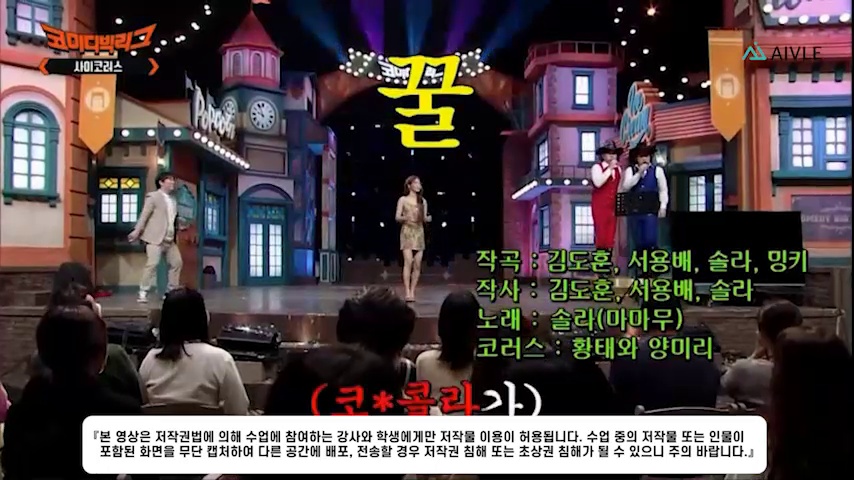 코미디빅리그
사이코러스
AIVLE
꿀
Popcorn
작곡 : 김도훈, 서용배, 솔라, 밍키
작사 : 김도훈, 서용배, 솔라
노래 : 솔라(마마무)
코러스 : 황태와 양미리
(코*콜라가)
『본 영상은 저작권법에 의해 수업에 참여하는 강사와 학생에게만 저작물 이용이 허용됩니다. 수업 중의 저작물 또는 인물이
포함된 화면을 무단 캡처하여 다른 공간에 배포, 전송할 경우 저작권 침해 또는 초상권 침해가 될 수 있으니 주의 바랍니다.』